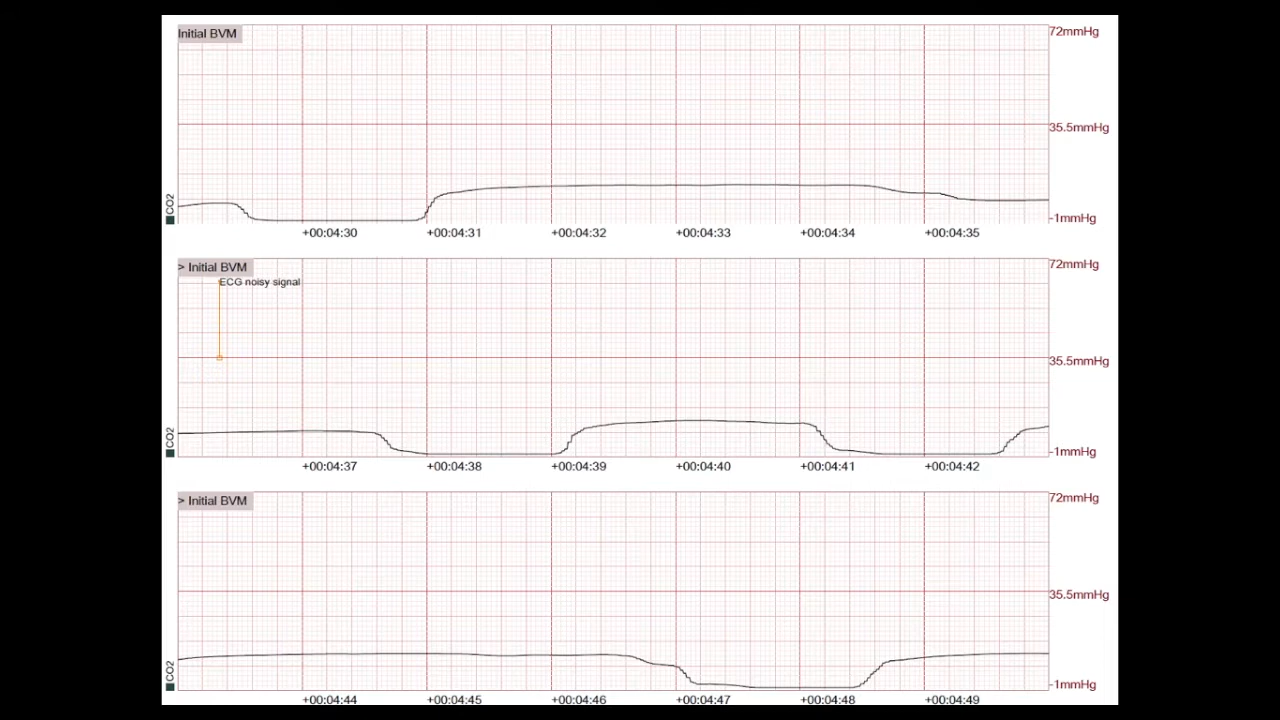 Initial BVM
72mmHg
35.5mmHg
CO2
-1mmHg
+00:04:30 +00:04:31 +00:04:32 +00:04:33 +00:04:34 +00:04:35
> Initial BVM
72mmHg
ECG noisy signal
35.5mmHg
CO2
-1mmHg
+00:04:37 +00:04:38 +00:04:39 +00:04:40 +00:04:41 +00:04:42
> Initial BVM
72mmHg
35.5mmHg
CO2
-1mmHg
+00:04:44 +00:04:45 +00:04:46 +00:04:47 +00:04:48 +00:04:49